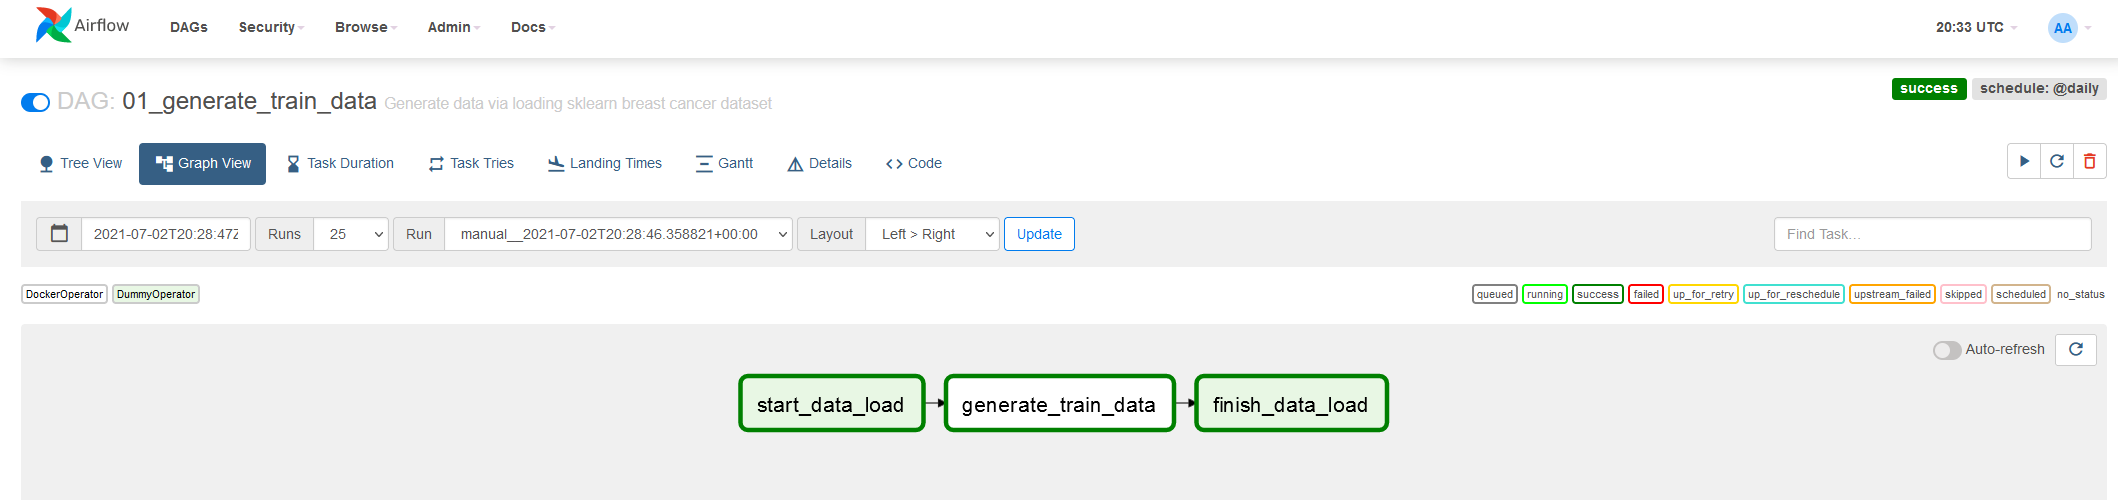 Airflow DAGs Security Browse Admin Docs 20:33 UTC AA
DAG: 01_generate_train_data Generate data via loading sklearn breast cancer dataset success schedule: @daily
Tree View Graph View Task Duration Task Tries Landing Times Gantt Details Code
2021-07-02T20:28:47Z Runs 25 Run manual__2021-07-02T20:28:46.358821+00:00 Layout Left > Right Update Find Task...
DockerOperator DummyOperator queued running success failed up_for_retry up_for_reschedule upstream_failed skipped scheduled no_status
Auto-refresh
start_data_load generate_train_data finish_data_load